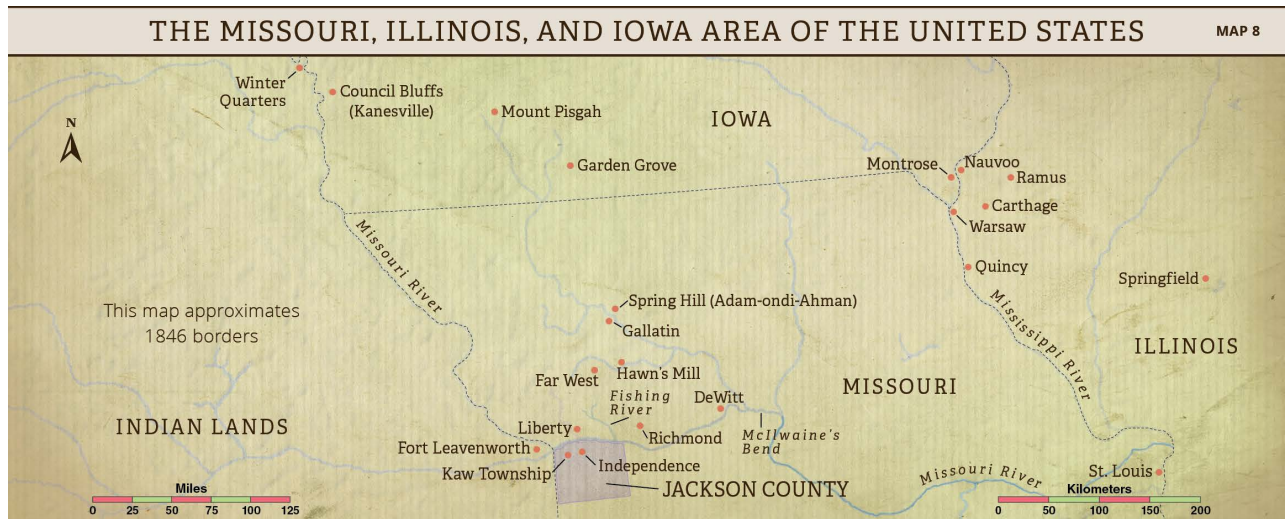 THE MISSOURI, ILLINOIS, AND IOWA AREA OF THE UNITED STATES
MAP 8
Winter
Quarters
Council Bluffs
(Kanesville)
Mount Pisgah
IOWA
N
Garden Grove
Montrose
Nauvoo
Ramus
Carthage
Warsaw
Missouri River
Quincy
Springfield
This map approximates
1846 borders
Spring Hill (Adam-ondi-Ahman)
Gallatin
Mississippi River
ILLINOIS
Far West
Hawn's Mill
MISSOURI
Fishing
River
DeWitt
INDIAN LANDS
Liberty
Richmond
McIlwaine's
Bend
Fort Leavenworth
Kaw Township
Independence
Missouri River
St. Louis
JACKSON COUNTY
Miles
0 25 50 75 100 125
Kilometers
0 50 100 150 200